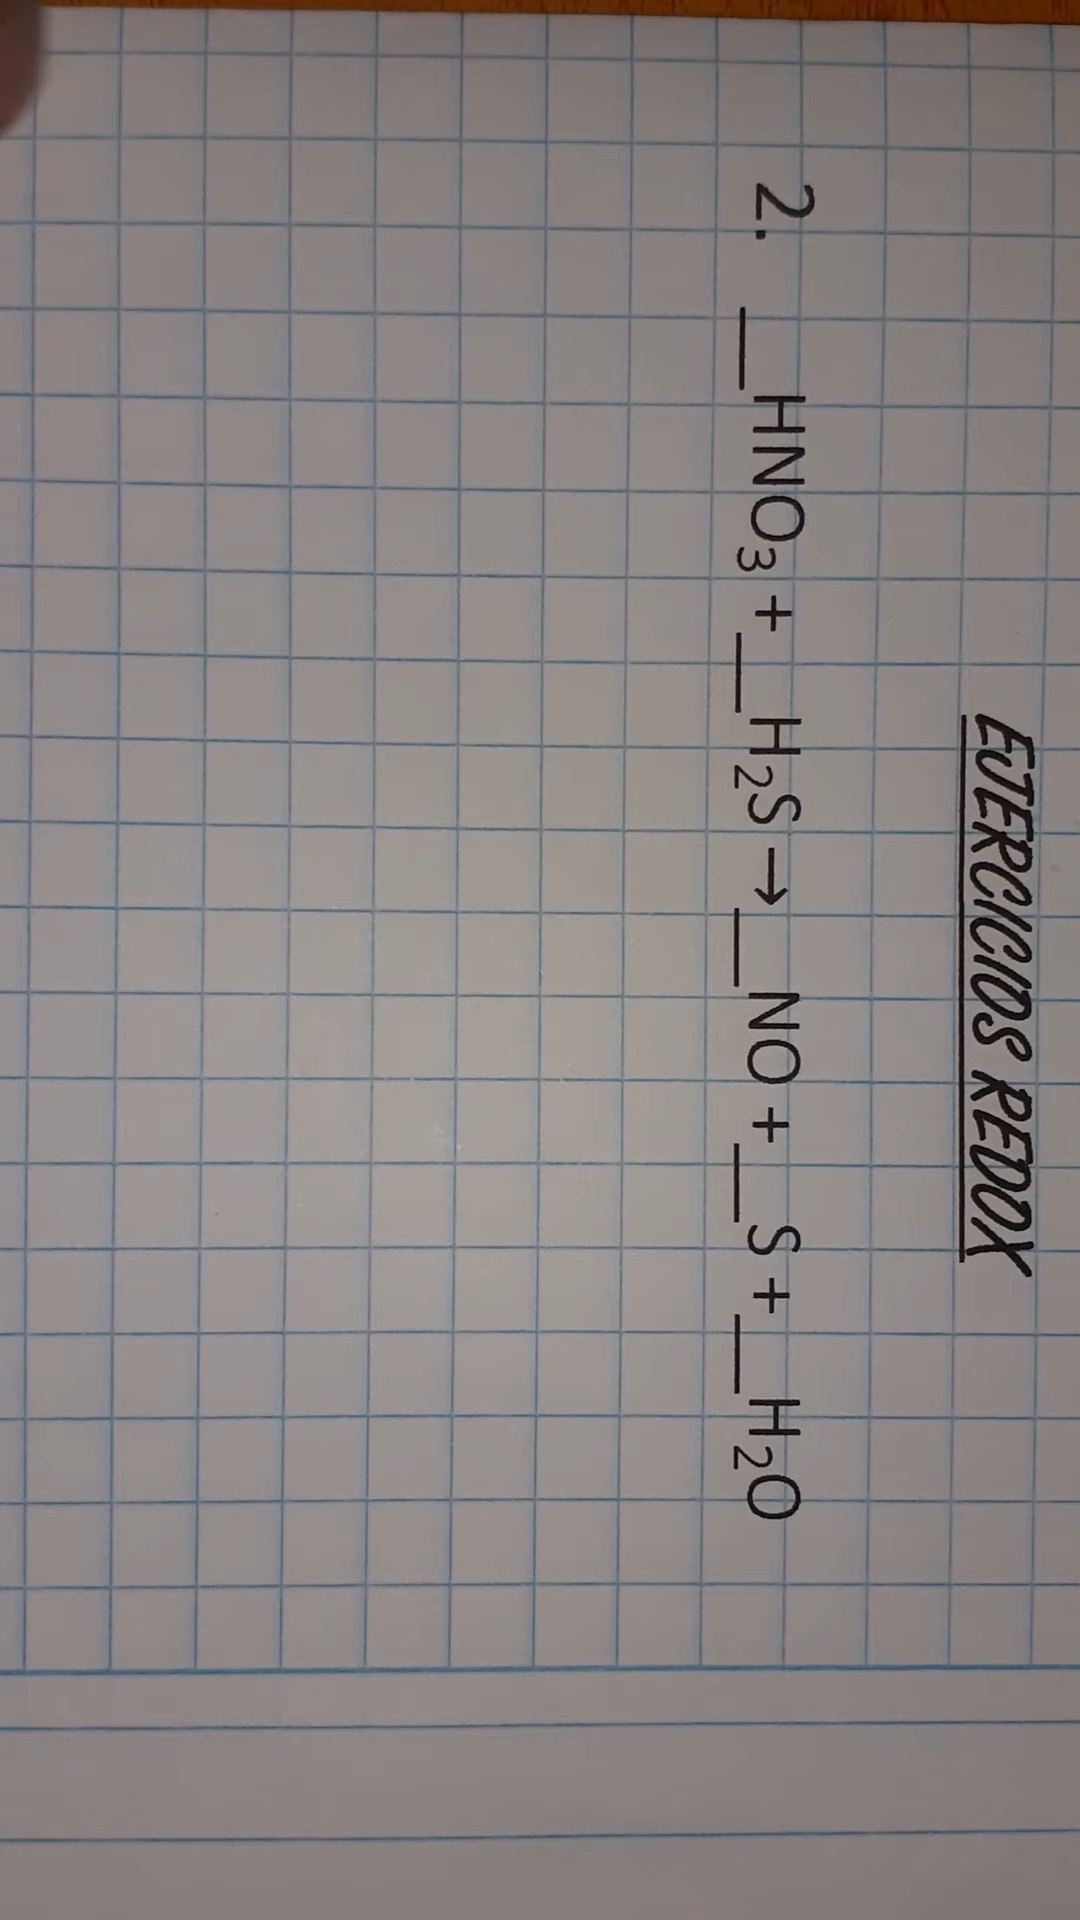 EJERCICIOS REDOX
2. __HNO₃ + __H₂S → __NO + __S + __H₂O